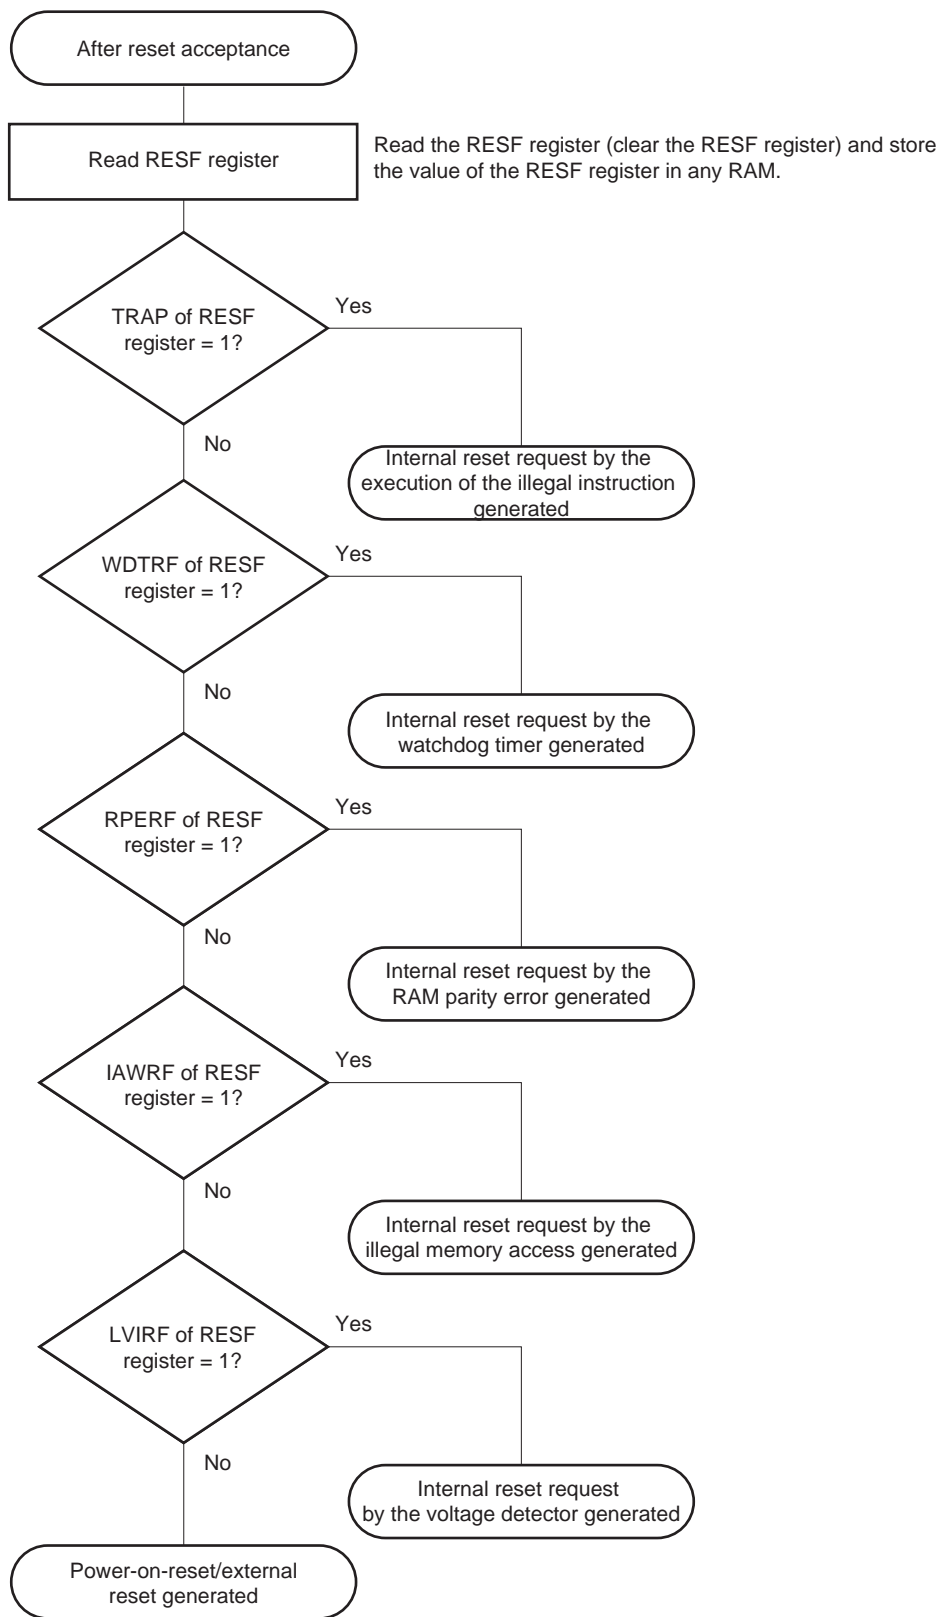 After reset acceptance
Read RESF register
Read the RESF register (clear the RESF register) and store
the value of the RESF register in any RAM.
TRAP of RESF
register = 1?
Yes
No
Internal reset request by the
execution of the illegal instruction
generated
WDTRF of RESF
register = 1?
Yes
No
Internal reset request by the
watchdog timer generated
RPERF of RESF
register = 1?
Yes
No
Internal reset request by the
RAM parity error generated
IAWRF of RESF
register = 1?
Yes
No
Internal reset request by the
illegal memory access generated
LVIRF of RESF
register = 1?
Yes
No
Internal reset request
by the voltage detector generated
Power-on-reset/external
reset generated